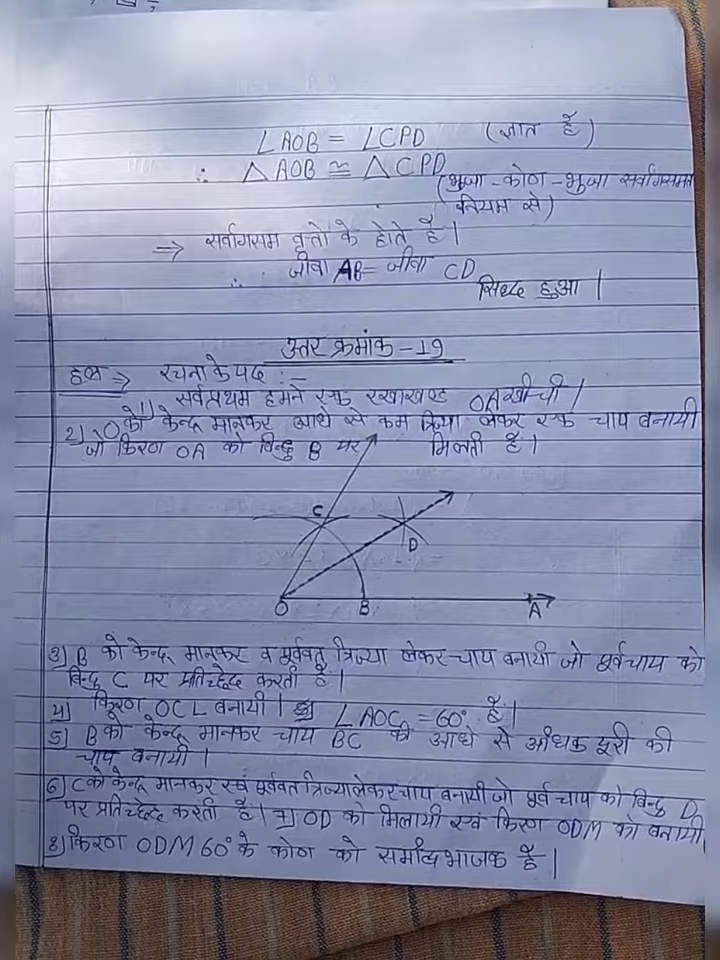 ∠AOB = ∠CPD (ज्ञात है)
∴ △AOB ≅ △CPD
(भुजा-कोण-भुजा सर्वागसमता
नियम से)
⇒ सर्वागसम वृत्तो के होते है।
∴ जीवा AB = जीवा CD
सिध्द हुआ।
उत्तर क्रमांक - 19
हल ⇒ रचना के पद :-
1) सर्वप्रथम हमने एक रेखाखण्ड OA खीची।
2) O को केन्द्र मानकर आधे से कम लेकर एक चाप बनायी
जो किरण OA को बिन्दु B पर मिलती है।
C
D
O B A
3) B को केन्द्र मानकर व पूर्ववत् त्रिज्या लेकर चाप बनायी जो पूर्व चाप को
बिन्दु C पर प्रतिच्छेद करती है।
4) किरण OCL बनायी। ∠AOC = 60° है।
5) B को केन्द्र मानकर चाप BC की आधे से अधिक दूरी की
चाप बनायी।
6) C को केन्द्र मानकर एवं पूर्ववत त्रिज्या लेकर चाप बनायी जो पूर्व चाप को बिन्दु D
पर प्रतिच्छेद करती है। 7) OD को मिलायी एवं किरण ODM को बनायी
8) किरण ODM 60° के कोण को समद्विभाजक है।